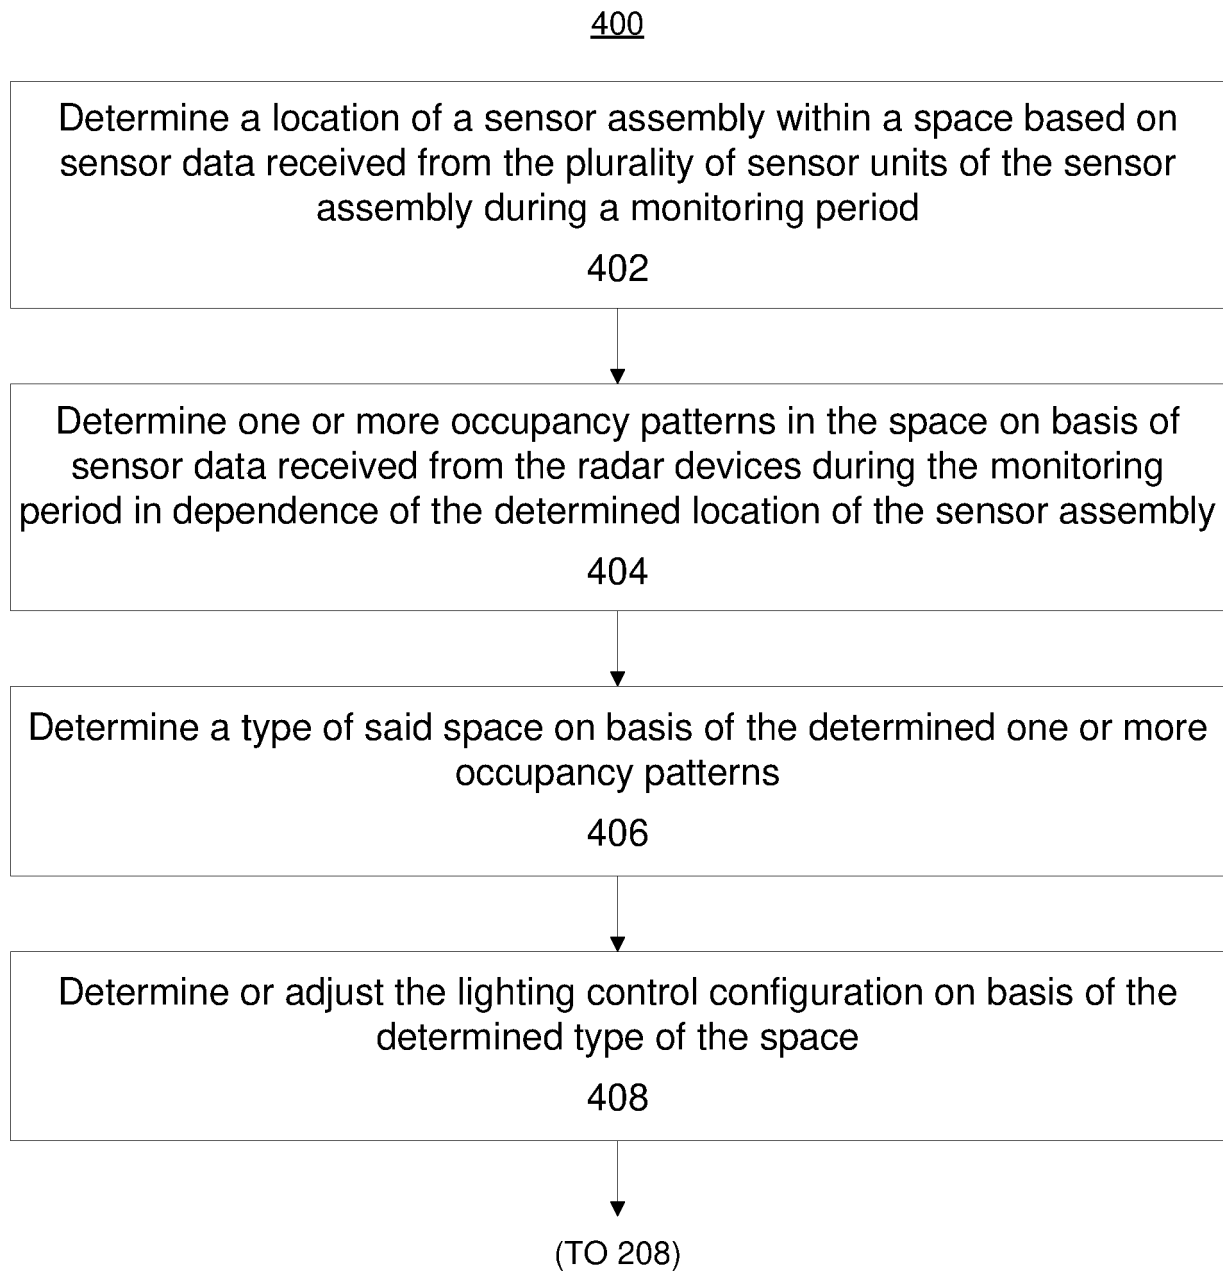 400
Determine a location of a sensor assembly within a space based on
sensor data received from the plurality of sensor units of the sensor
assembly during a monitoring period
402
Determine one or more occupancy patterns in the space on basis of
sensor data received from the radar devices during the monitoring
period in dependence of the determined location of the sensor assembly
404
Determine a type of said space on basis of the determined one or more
occupancy patterns
406
Determine or adjust the lighting control configuration on basis of the
determined type of the space
408
(TO 208)